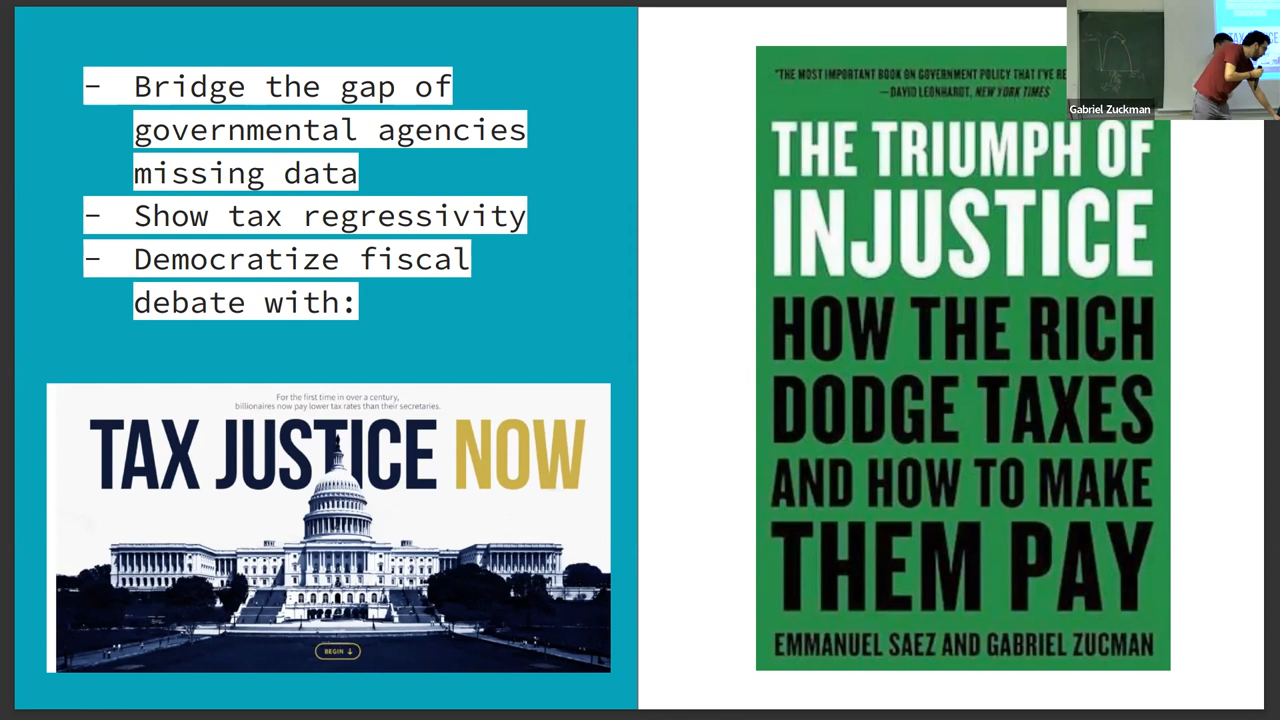 - Bridge the gap of
governmental agencies
missing data
- Show tax regressivity
- Democratize fiscal
debate with:
For the first time in over a century,
billionaires now pay lower tax rates than their secretaries.
TAX JUSTICE NOW
BEGIN ↓
"THE MOST IMPORTANT BOOK ON GOVERNMENT POLICY THAT I'VE RE
—DAVID LEONHARDT, NEW YORK TIMES
THE TRIUMPH OF
INJUSTICE
HOW THE RICH
DODGE TAXES
AND HOW TO MAKE
THEM PAY
EMMANUEL SAEZ AND GABRIEL ZUCMAN
Gabriel Zuckman